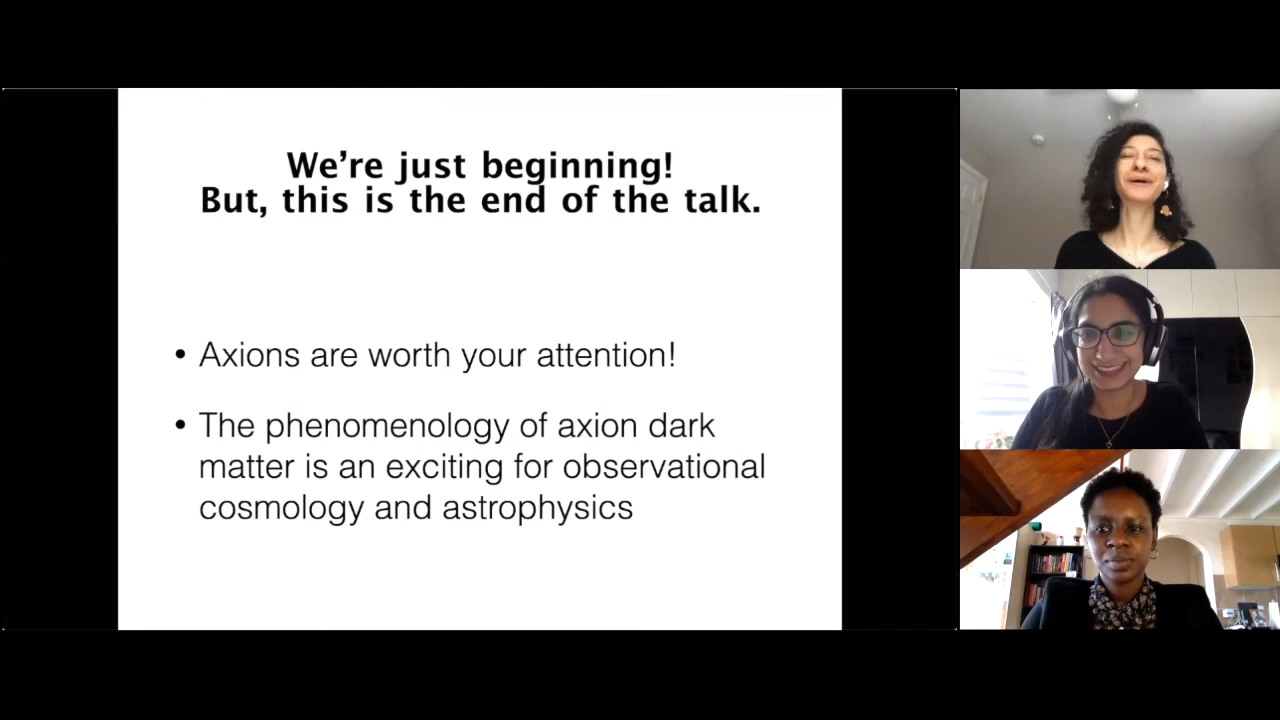 We’re just beginning!
But, this is the end of the talk.
• Axions are worth your attention!
• The phenomenology of axion dark
matter is an exciting for observational
cosmology and astrophysics